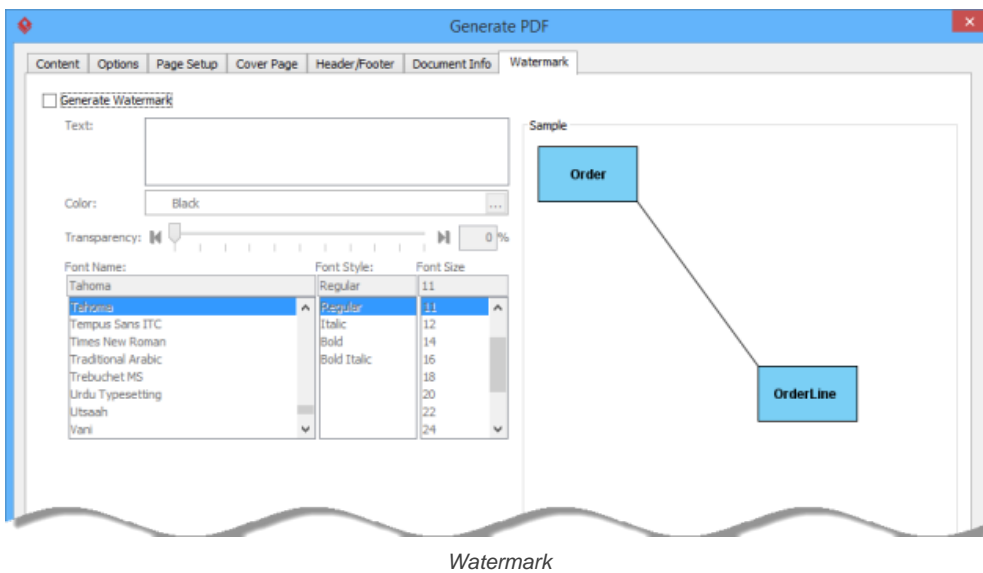 Generate PDF
Content Options Page Setup Cover Page Header/Footer Document Info Watermark
Generate Watermark
Text:
Color: Black ...
Transparency: 0 %
Font Name: Font Style: Font Size
Tahoma Regular 11
Tahoma Regular 11
Tempus Sans ITC Italic 12
Times New Roman Bold 14
Traditional Arabic Bold Italic 16
Trebuchet MS 18
Urdu Typesetting 20
Utsaah 22
Vani 24
Sample
Order
OrderLine
Watermark